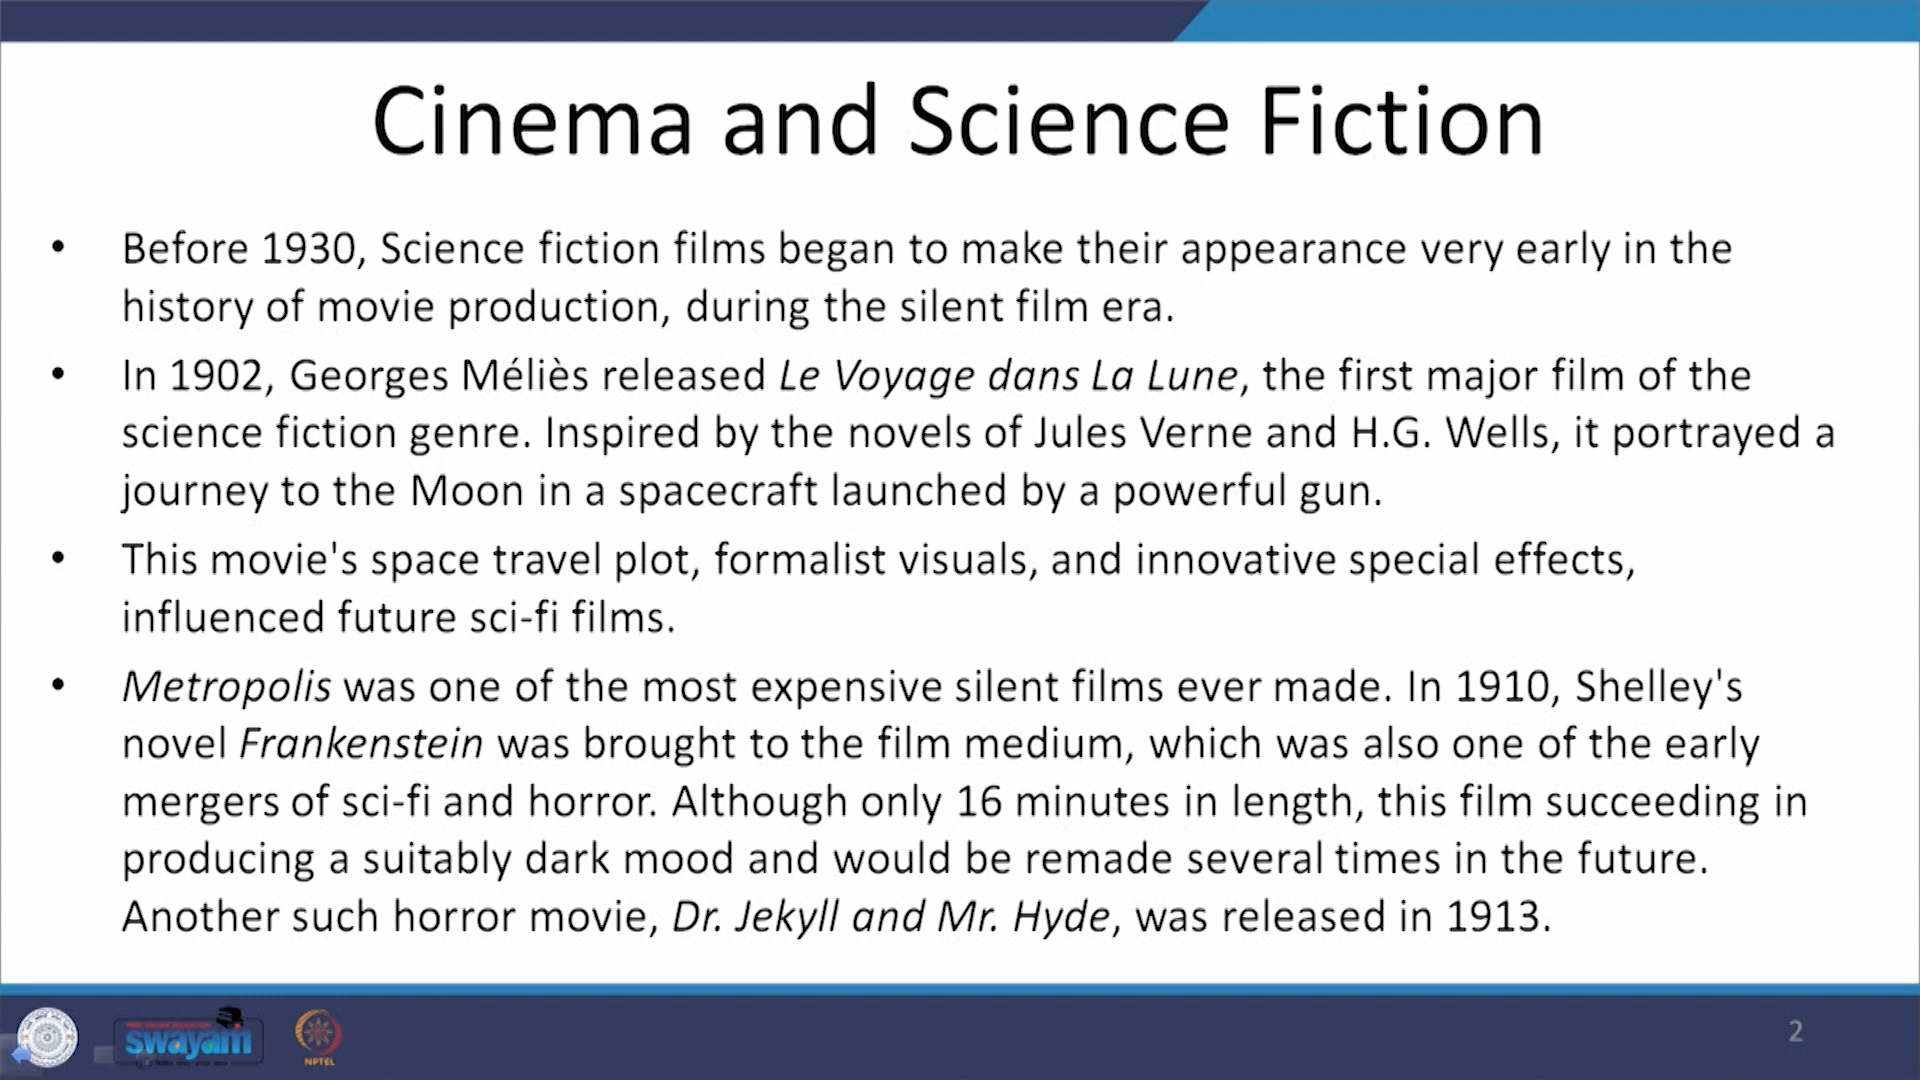 Cinema and Science Fiction
• Before 1930, Science fiction films began to make their appearance very early in the
history of movie production, during the silent film era.
• In 1902, Georges Méliès released Le Voyage dans La Lune, the first major film of the
science fiction genre. Inspired by the novels of Jules Verne and H.G. Wells, it portrayed a
journey to the Moon in a spacecraft launched by a powerful gun.
• This movie's space travel plot, formalist visuals, and innovative special effects,
influenced future sci-fi films.
• Metropolis was one of the most expensive silent films ever made. In 1910, Shelley's
novel Frankenstein was brought to the film medium, which was also one of the early
mergers of sci-fi and horror. Although only 16 minutes in length, this film succeeding in
producing a suitably dark mood and would be remade several times in the future.
Another such horror movie, Dr. Jekyll and Mr. Hyde, was released in 1913.
swayam
NPTEL
2